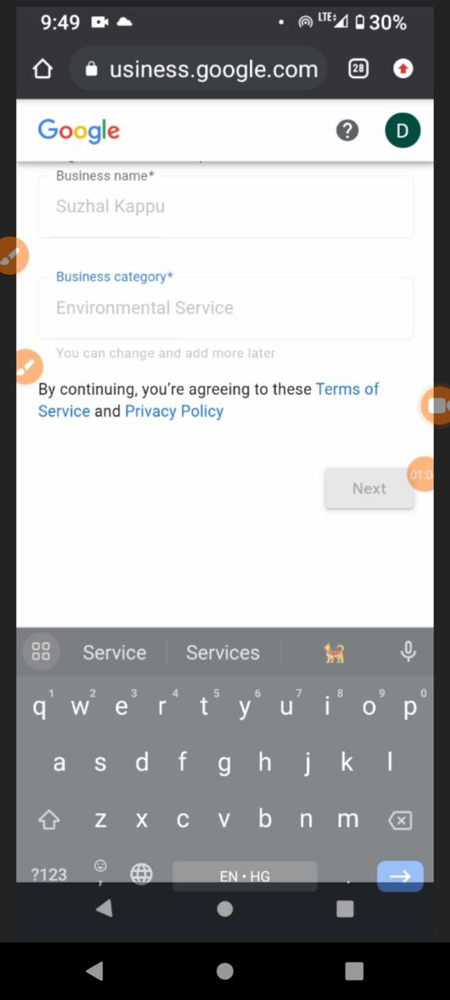 9:49 LTE 30%
usiness.google.com 28
Google ? D
Business name*
Suzhal Kappu
Business category*
Environmental Service
You can change and add more later
By continuing, you're agreeing to these Terms of
Service and Privacy Policy
01:0
Next
Service Services
q1 w2 e3 r4 t5 y6 u7 i8 o9 p0
a s d f g h j k l
z x c v b n m
?123 , EN • HG .